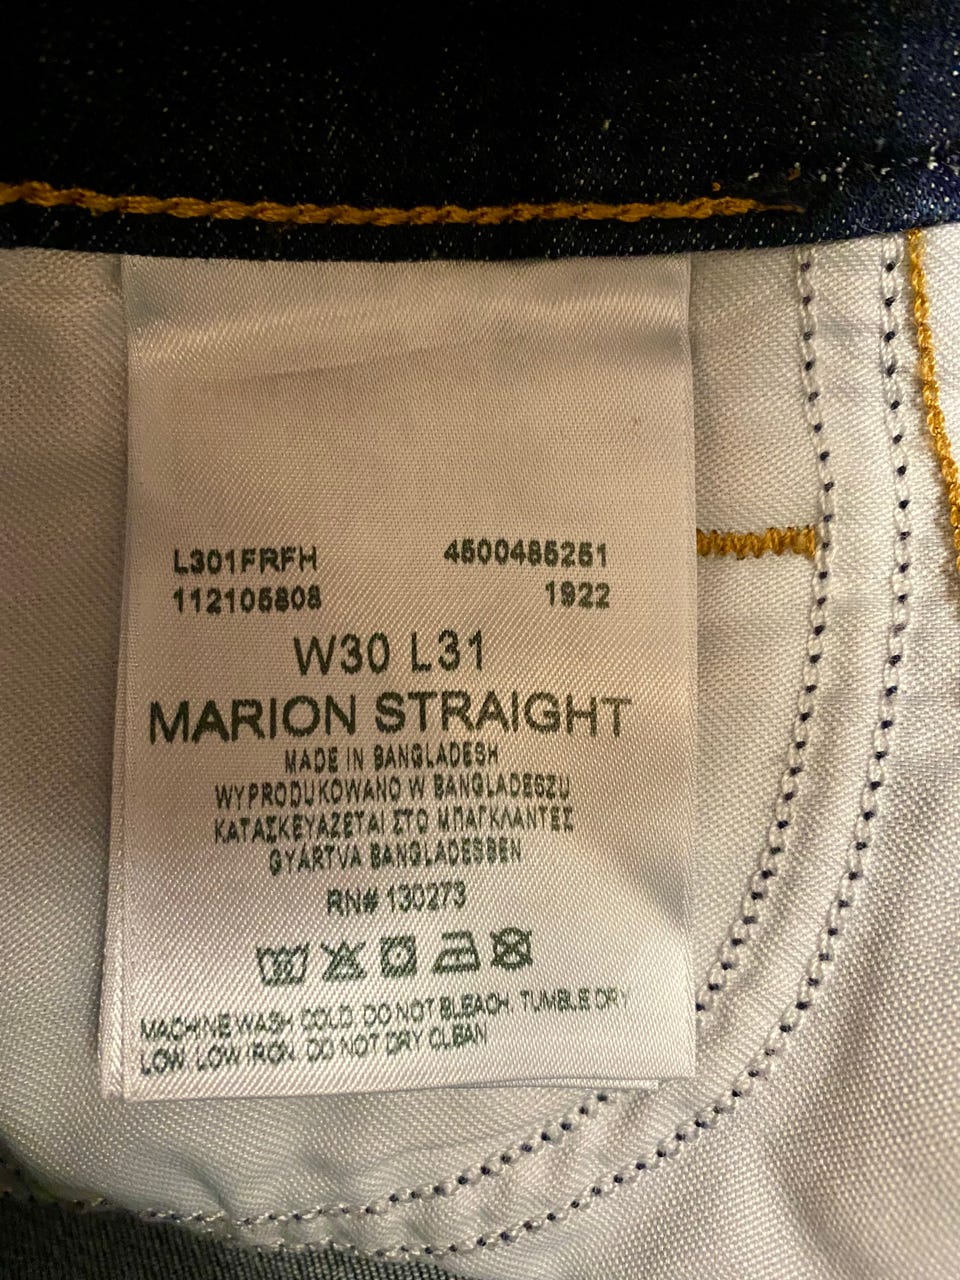 L301FRFH 4500485251
112105808 1922
W30 L31
MARION STRAIGHT
MADE IN BANGLADESH
WYPRODUKOWANO W BANGLADESZU
ΚΑΤΑΣΚΕΥΑΖΕΤΑΙ ΣΤΟ ΜΠΑΓΚΛΑΝΤΕΣ
GYÁRTVA BANGLADESBEN
RN# 130273
MACHINE WASH COLD. DO NOT BLEACH. TUMBLE DRY
LOW. LOW IRON. DO NOT DRY CLEAN